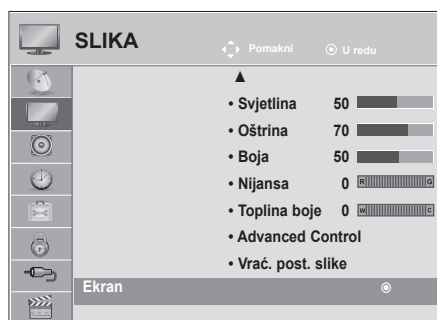 SLIKA Pomakni U redu
• Svjetlina 50
• Oštrina 70
• Boja 50
• Nijansa 0 R G
• Toplina boje 0 W C
• Advanced Control
• Vrać. post. slike
Ekran